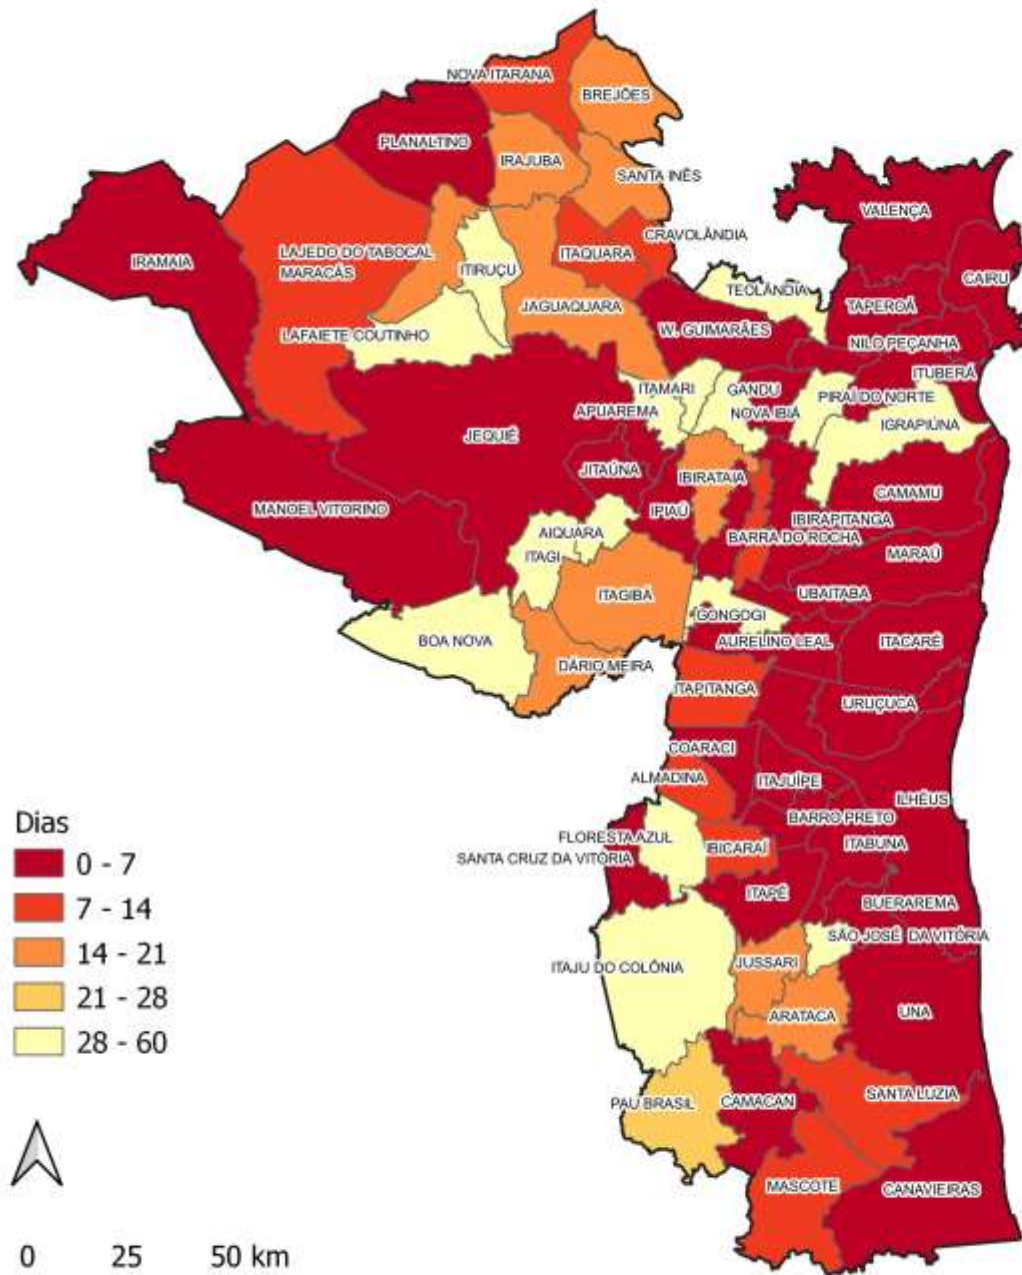 NOVA ITARANA
BREJÕES
PLANALTINO
IRAJUBA
SANTA INÊS
VALENÇA
CRAVOLÂNDIA
LAJEDO DO TABOCAL
ITAQUARA
IRAMAIA
ITIRUÇU
MARACÁS
CAIRU
TEOLÂNDIA
JAGUAQUARA
TAPEROÁ
W. GUIMARÃES
LAFAIETE COUTINHO
NILO PEÇANHA
ITUBERÁ
ITAMARI
GANDU
PIRAÍ DO NORTE
APUAREMA
NOVA IBIÁ
IGRAPIÚNA
JEQUIÉ
JITAÚNA
IBIRATAIA
CAMAMU
MANOEL VITORINO
IPIAÚ
IBIRAPITANGA
AIQUARA
BARRA DO ROCHA
ITAGI
MARAÚ
ITAGIBÁ
UBAITABA
GONGOGI
BOA NOVA
AURELINO LEAL
ITACARÉ
DÁRIO MEIRA
ITAPITANGA
URUÇUCA
COARACI
ALMADINA
ITAJUÍPE
ILHÉUS
BARRO PRETO
FLORESTA AZUL
IBICARAÍ
ITABUNA
SANTA CRUZ DA VITÓRIA
ITAPÉ
BUERAREMA
SÃO JOSÉ DA VITÓRIA
ITAJU DO COLÔNIA
JUSSARI
ARATACA
UNA
PAU BRASIL
CAMACAN
SANTA LUZIA
MASCOTE
CANAVIEIRAS
Dias
0 - 7
7 - 14
14 - 21
21 - 28
28 - 60
0 25 50 km